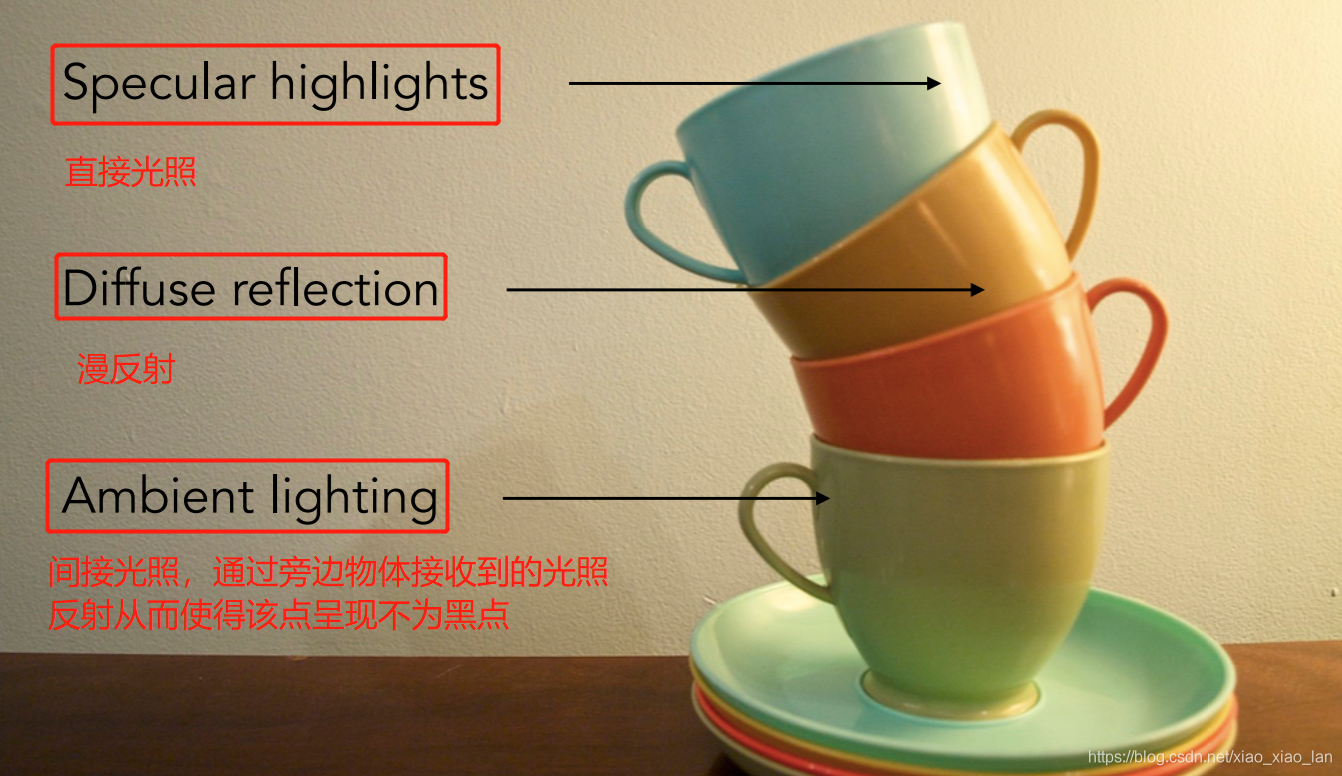 Specular highlights
直接光照
Diffuse reflection
漫反射
Ambient lighting
间接光照，通过旁边物体接收到的光照
反射从而使得该点呈现不为黑点
https://blog.csdn.net/xiao_xiao_lan